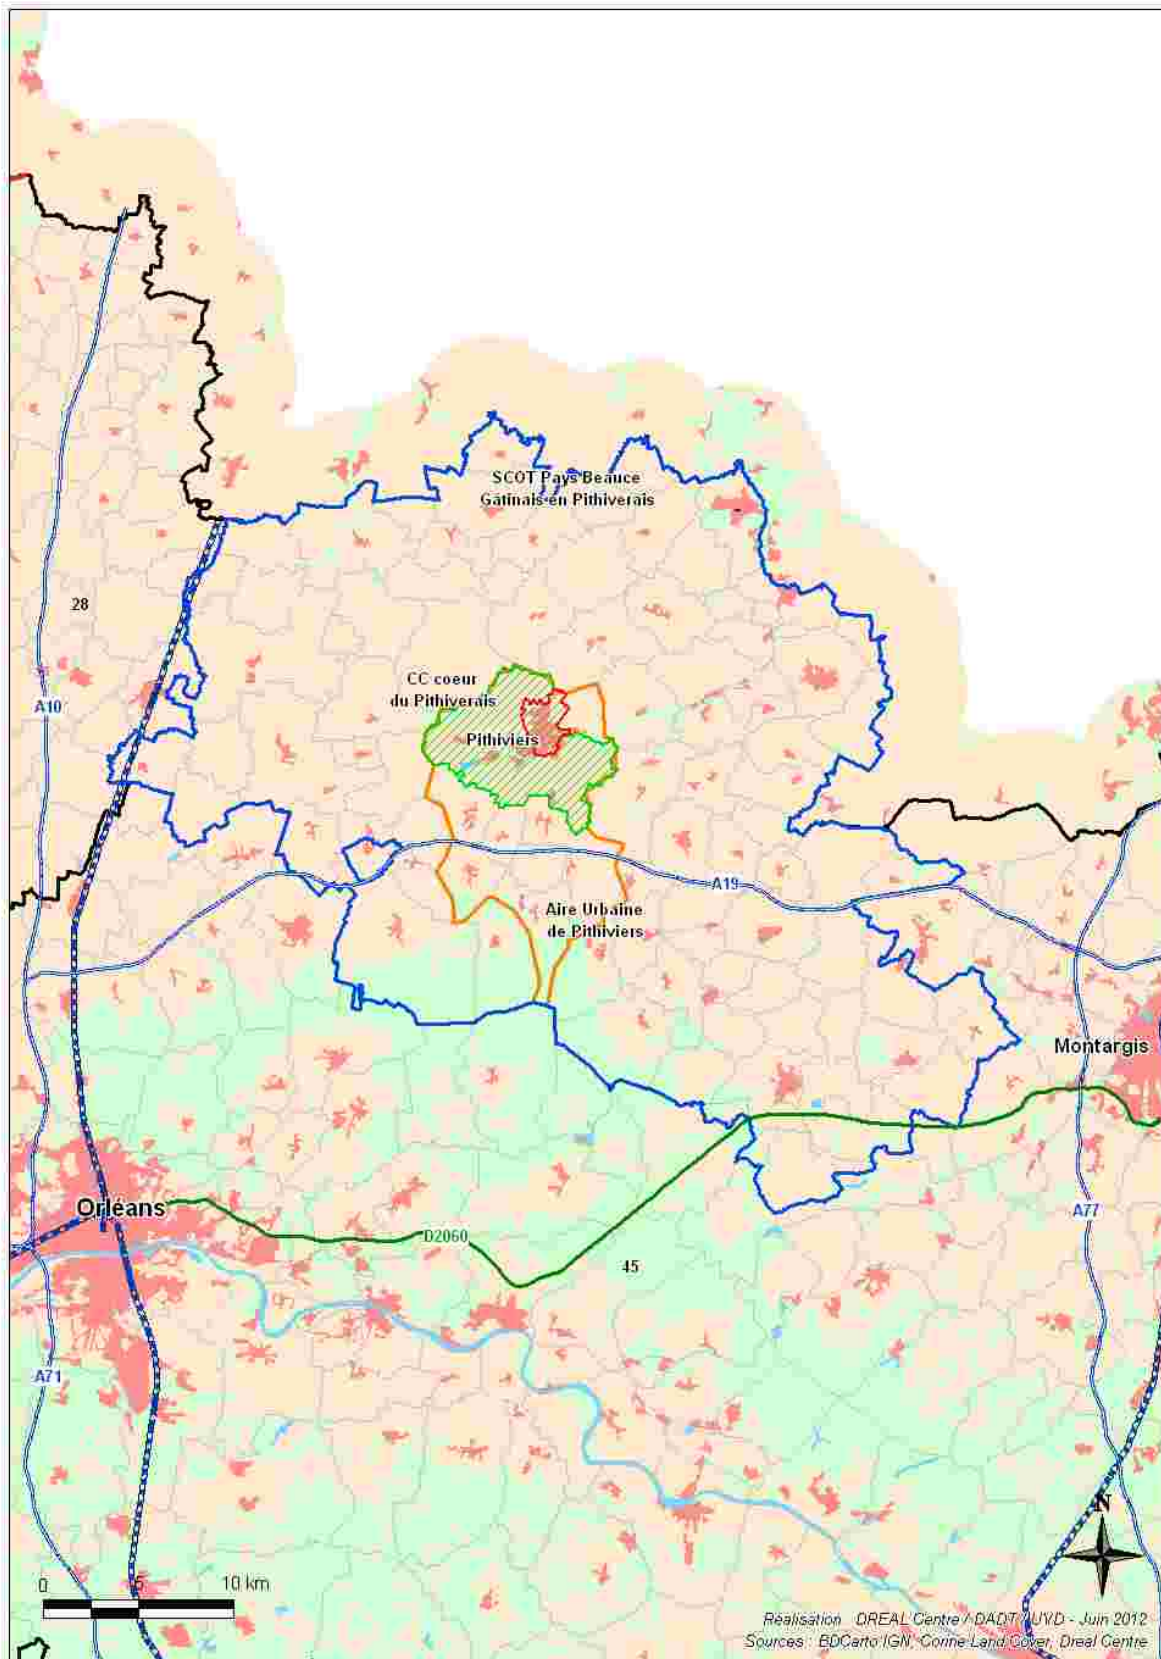 SCOT Pays Beauce
Gâtinais en Pithiverais
28
CC coeur
du Pithiverais
A10
Pithiviers
A19
Aire Urbaine
de Pithiviers
Montargis
Orléans
A77
D2060
45
A71
N
0 5 10 km
Réalisation DREAL Centre / DADT / UVD - Juin 2012
Sources : BDCarto IGN, Corine Land Cover, Dreal Centre